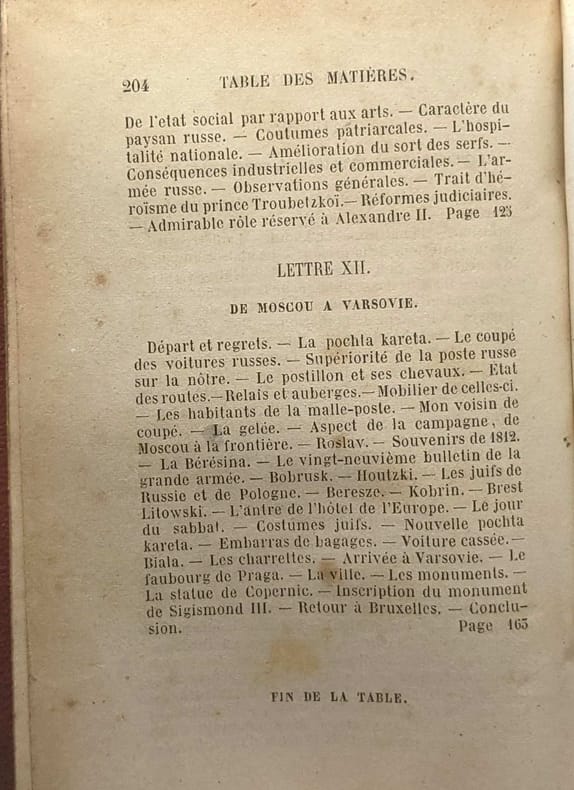 204 TABLE DES MATIÈRES.
De l'etat social par rapport aux arts. — Caractère du
paysan russe. — Coutumes patriarcales. — L'hospi-
talité nationale. — Amélioration du sort des serfs. —
Conséquences industrielles et commerciales. — L'ar-
mée russe. — Observations générales. — Trait d'hé-
roïsme du prince Troubetzkoï. — Réformes judiciaires.
— Admirable rôle réservé à Alexandre II. Page 123
LETTRE XII.
DE MOSCOU A VARSOVIE.
Départ et regrets. — La pochta kareta. — Le coupé
des voitures russes. — Supériorité de la poste russe
sur la nôtre. — Le postillon et ses chevaux. — Etat
des routes. — Relais et auberges. — Mobilier de celles-ci.
— Les habitants de la malle-poste. — Mon voisin de
coupé. — La gelée. — Aspect de la campagne, de
Moscou à la frontière. — Roslav. — Souvenirs de 1812.
— La Bérésina. — Le vingt-neuvième bulletin de la
grande armée. — Bobrusk. — Houtzki. — Les juifs de
Russie et de Pologne. — Beresze. — Kobrin. — Brest
Litowski. — L'antre de l'hôtel de l'Europe. — Le jour
du sabbat. — Costumes juifs. — Nouvelle pochta
kareta. — Embarras de bagages. — Voiture cassée. —
Biala. — Les charrettes. — Arrivée à Varsovie. — Le
faubourg de Praga. — La ville. — Les monuments. —
La statue de Copernic. — Inscription du monument
de Sigismond III. — Retour à Bruxelles. — Conclu-
sion. Page 163
FIN DE LA TABLE.